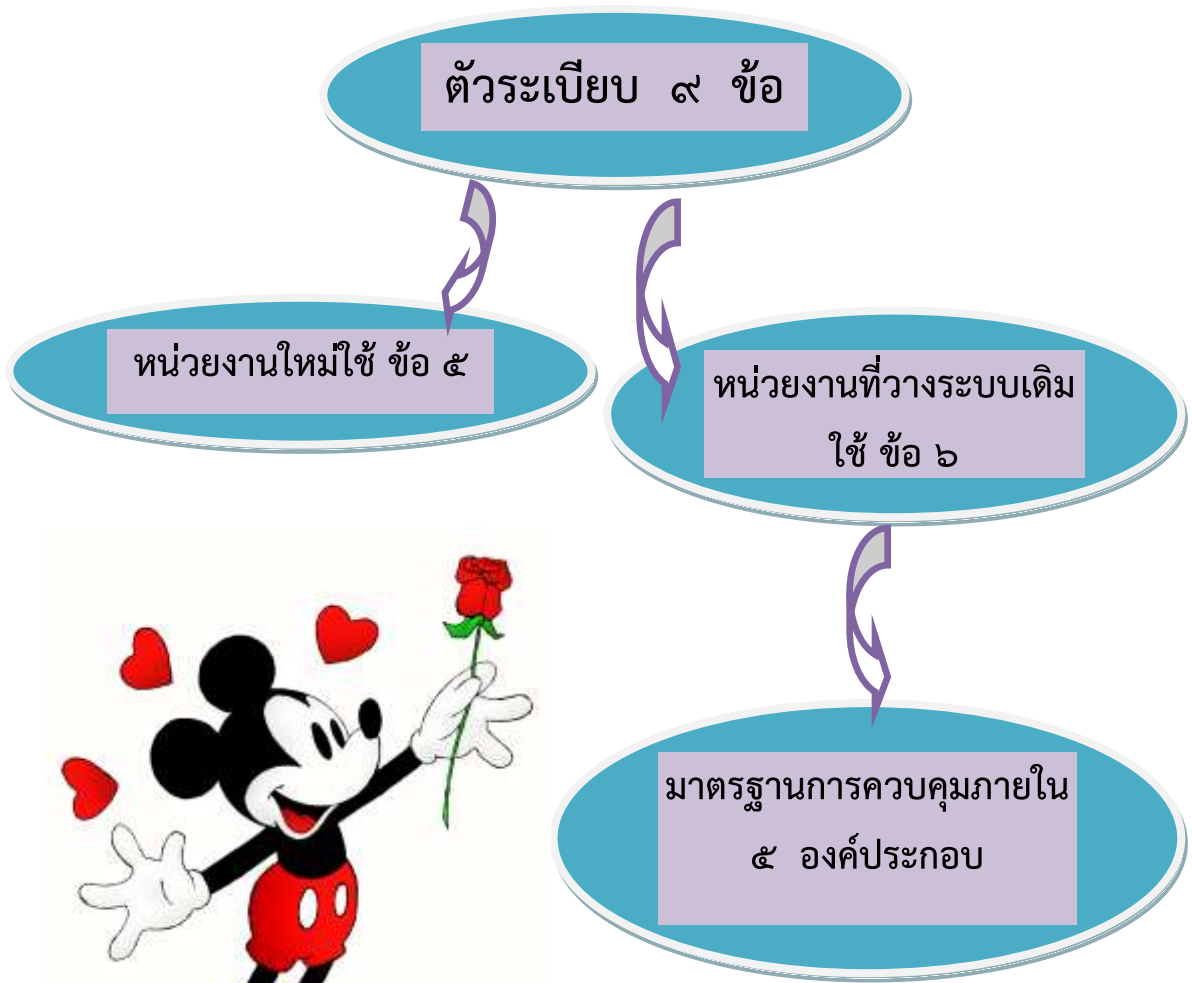 ตัวระเบียบ ๙ ข้อ
หน่วยงานใหม่ใช้ ข้อ ๕
หน่วยงานที่วางระบบเดิม
ใช้ ข้อ ๖
มาตรฐานการควบคุมภายใน
๕ องค์ประกอบ